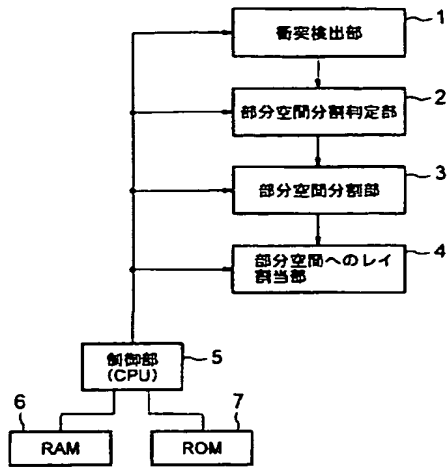 衝突検出部
1
部分空間分割判定部
2
部分空間分割部
3
部分空間へのレイ
割当部
4
制御部
(CPU)
5
6
RAM
7
ROM